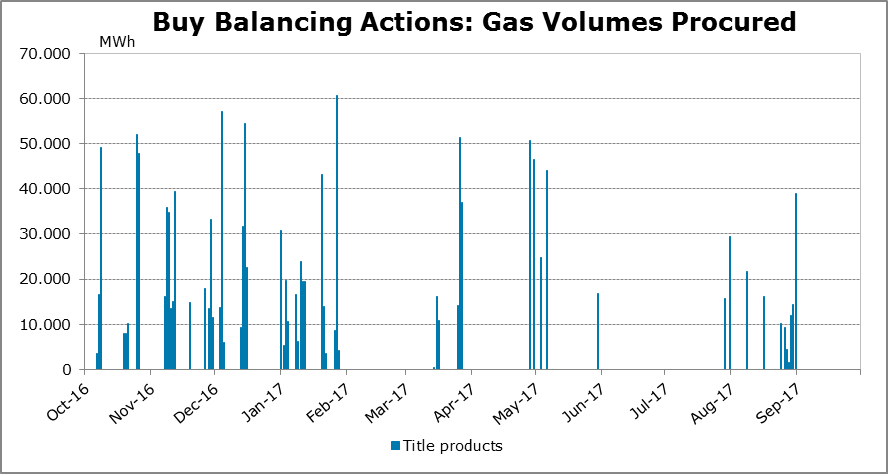 Buy Balancing Actions: Gas Volumes Procured
MWh
70.000
60.000
50.000
40.000
30.000
20.000
10.000
0
Oct-16 Nov-16 Dec-16 Jan-17 Feb-17 Mar-17 Apr-17 May-17 Jun-17 Jul-17 Aug-17 Sep-17
Title products